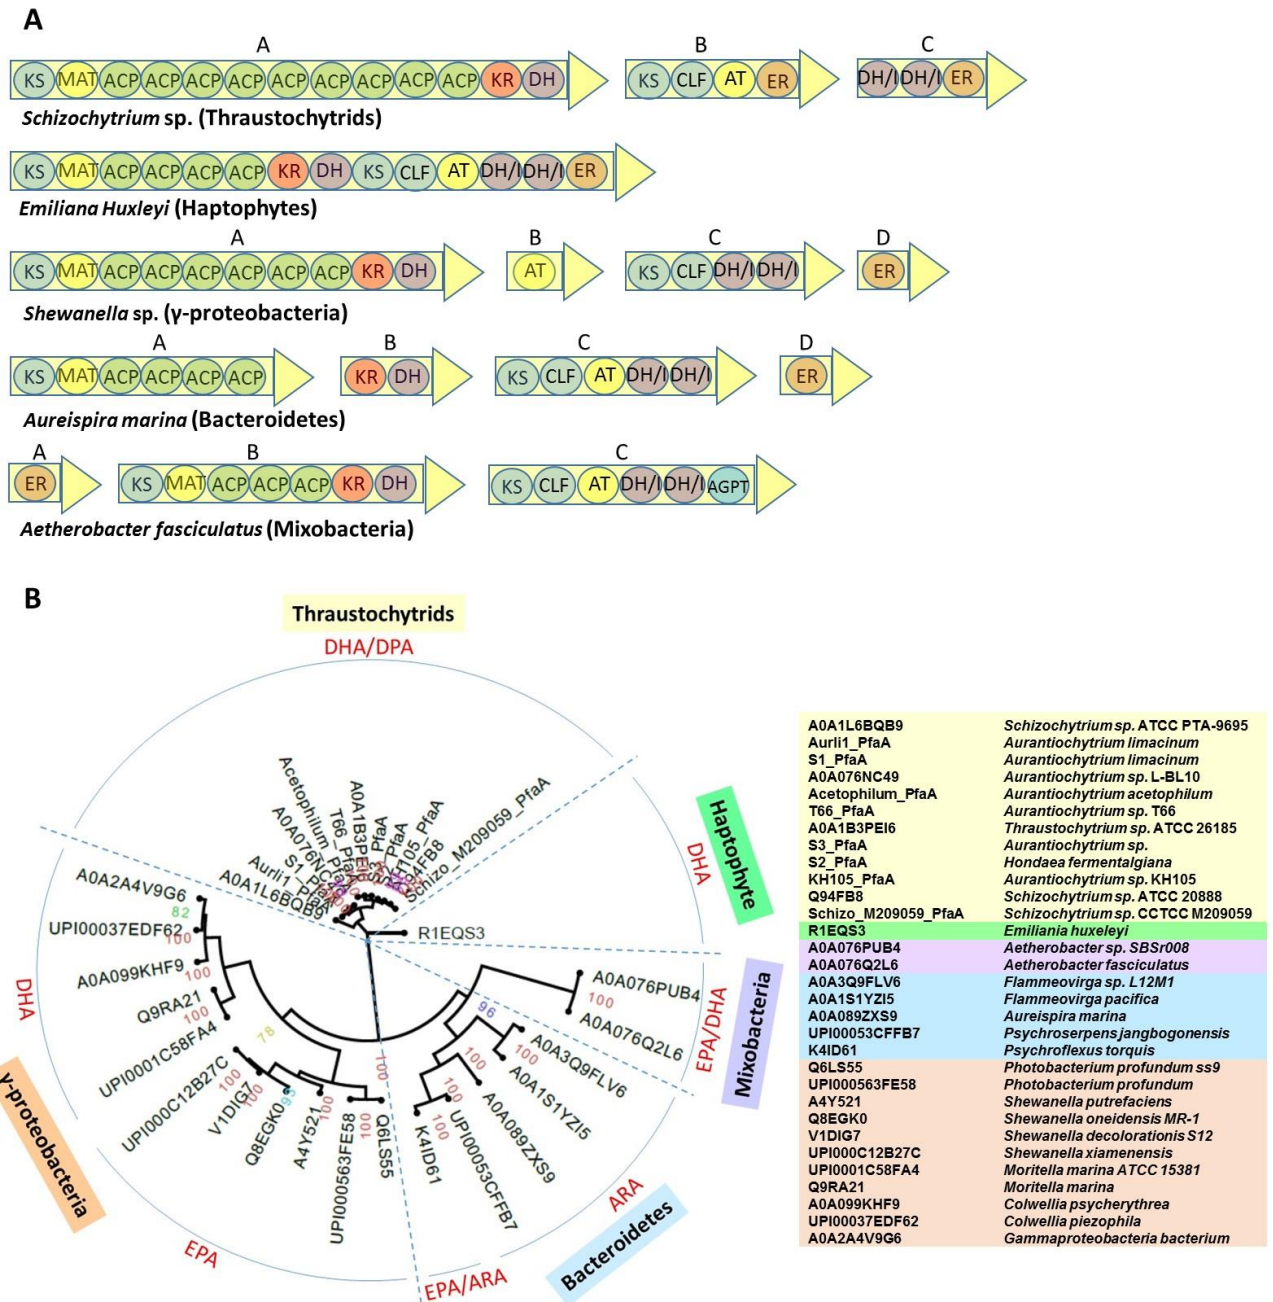 A
A B C
KS MAT ACP ACP ACP ACP ACP ACP ACP ACP ACP KR DH KS CLF AT ER DH/I DH/I ER
Schizochytrium sp. (Thraustochytrids)
KS MAT ACP ACP ACP ACP KR DH KS CLF AT DH/I DH/I ER
Emiliana Huxleyi (Haptophytes)
A B C D
KS MAT ACP ACP ACP ACP ACP ACP KR DH AT KS CLF DH/I DH/I ER
Shewanella sp. (γ-proteobacteria)
A B C D
KS MAT ACP ACP ACP ACP KR DH KS CLF AT DH/I DH/I ER
Aureispira marina (Bacteroidetes)
A B C
ER KS MAT ACP ACP ACP KR DH KS CLF AT DH/I DH/I AGPT
Aetherobacter fasciculatus (Mixobacteria)
B
Thraustochytrids
DHA/DPA
Haptophyte
DHA
Mixobacteria
EPA/DHA
Bacteroidetes
ARA
EPA/ARA
EPA
γ-proteobacteria
DHA
A0A1L6BQB9
Aurli1_PfaA
S1_PfaA
A0A076NC
Acetophilum_PfaA
T66_PfaA
A0A1B3PEI6
PfaA
PfaA
KT105_PfaA
94FB8
Schizo_M209059_PfaA
R1EQS3
A0A076PUB4
100
A0A076Q2L6
96
A0A3Q9FLV6
100
A0A1S1YZI5
100
A0A089ZXS9
100
UPI00053CFFB7
100
K4ID61
100
Q6LS55
100
UPI000563FE58
A4Y521
100
Q8EGK0
V1DIG7
100
100
UPI000C12B27C
78
UPI0001C58FA4
100
Q9RA21
A0A099KHF9
100
UPI00037EDF62
100
82
A0A2A4V9G6
A0A1L6BQB9 Schizochytrium sp. ATCC PTA-9695
Aurli1_PfaA Aurantiochytrium limacinum
S1_PfaA Aurantiochytrium limacinum
A0A076NC49 Aurantiochytrium sp. L-BL10
Acetophilum_PfaA Aurantiochytrium acetophilum
T66_PfaA Aurantiochytrium sp. T66
A0A1B3PEI6 Thraustochytrium sp. ATCC 26185
S3_PfaA Aurantiochytrium sp.
S2_PfaA Hondaea fermentalgiana
KH105_PfaA Aurantiochytrium sp. KH105
Q94FB8 Schizochytrium sp. ATCC 20888
Schizo_M209059_PfaA Schizochytrium sp. CCTCC M209059
R1EQS3 Emiliania huxeleyi
A0A076PUB4 Aetherobacter sp. SBSr008
A0A076Q2L6 Aetherobacter fasciculatus
A0A3Q9FLV6 Flammeovirga sp. L12M1
A0A1S1YZI5 Flammeovirga pacifica
A0A089ZXS9 Aureispira marina
UPI00053CFFB7 Psychroserpens jangbogonensis
K4ID61 Psychroflexus torquis
Q6LS55 Photobacterium profundum ss9
UPI000563FE58 Photobacterium profundum
A4Y521 Shewanella putrefaciens
Q8EGK0 Shewanella oneidensis MR-1
V1DIG7 Shewanella decolorationis S12
UPI000C12B27C Shewanella xiamenensis
UPI0001C58FA4 Moritella marina ATCC 15381
Q9RA21 Moritella marina
A0A099KHF9 Colwellia psycherythrea
UPI00037EDF62 Colwellia piezophila
A0A2A4V9G6 Gammaproteobacteria bacterium